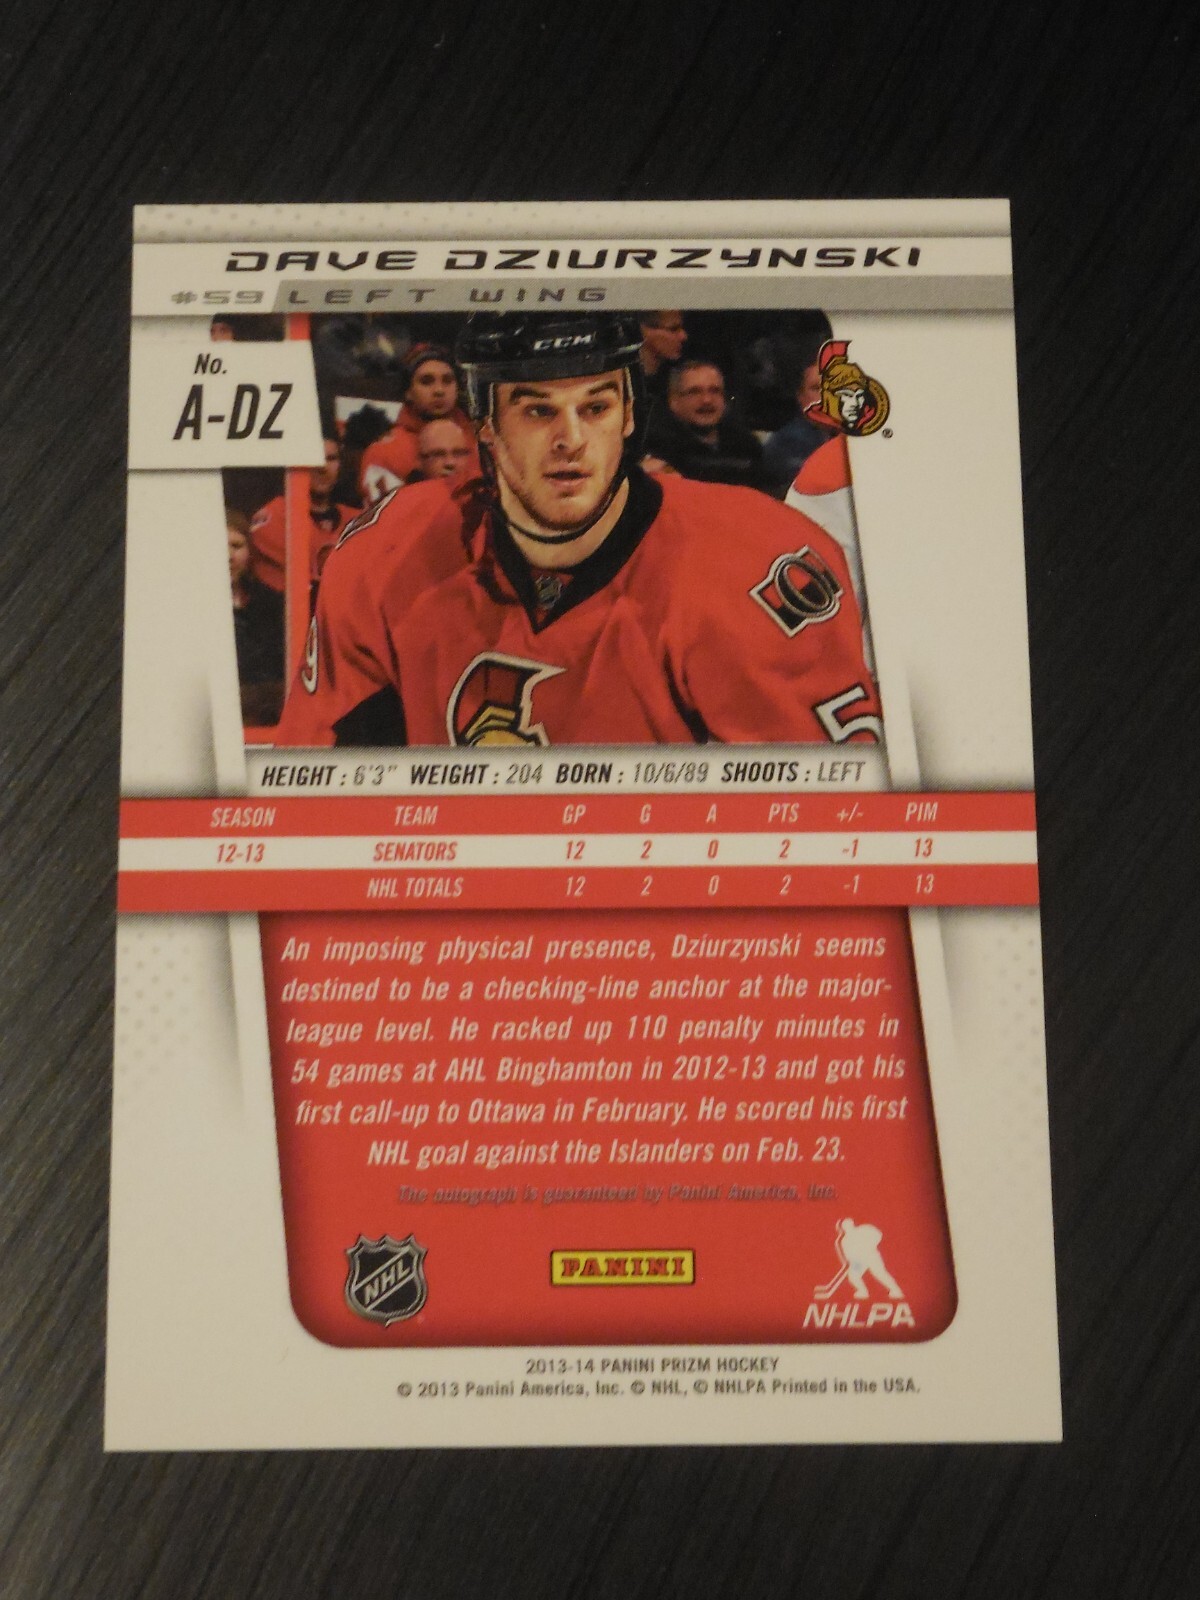 DAVE DZIURZYNSKI
#59 LEFT WING
No.
A-DZ
CCM
5
9
HEIGHT : 6'3" WEIGHT : 204 BORN : 10/6/89 SHOOTS : LEFT
SEASON TEAM GP G A PTS +/- PIM
12-13 SENATORS 12 2 0 2 -1 13
NHL TOTALS 12 2 0 2 -1 13
An imposing physical presence, Dziurzynski seems
destined to be a checking-line anchor at the major-
league level. He racked up 110 penalty minutes in
54 games at AHL Binghamton in 2012-13 and got his
first call-up to Ottawa in February. He scored his first
NHL goal against the Islanders on Feb. 23.
The autograph is guaranteed by Panini America, Inc.
NHL
PANINI
NHLPA
2013-14 PANINI PRIZM HOCKEY
© 2013 Panini America, Inc. © NHL, © NHLPA Printed in the USA.